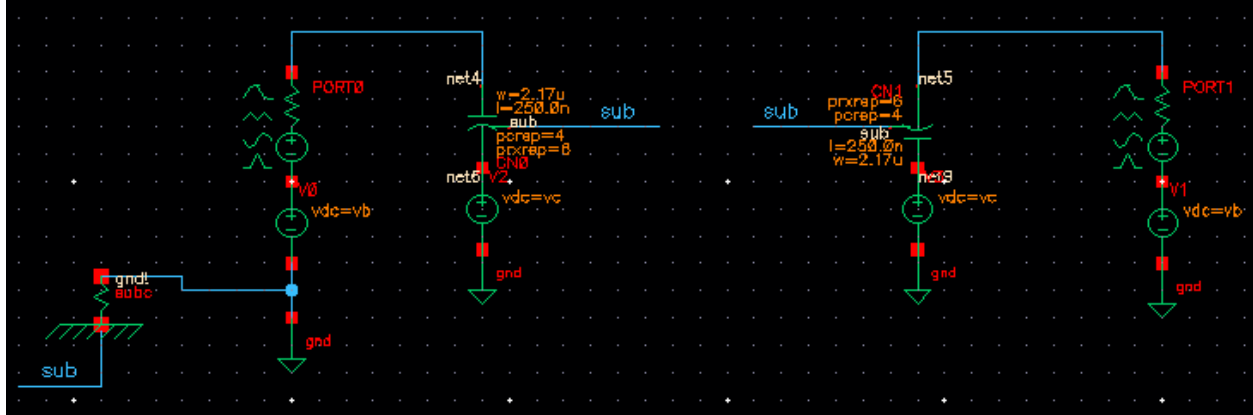 PORT0
net4
w=2.17u
l=250.0n
sub
sub
pcrep=4
prxrep=6
CN0
V2
net6
V0
vdc=vb
vdc=vc
gnd
gnd!
subc
gnd
sub
net5
CN1
prxrep=6
pcrep=4
sub
sub
l=250.0n
w=2.17u
net9
vdc=vc
gnd
PORT1
V1
vdc=vb
gnd